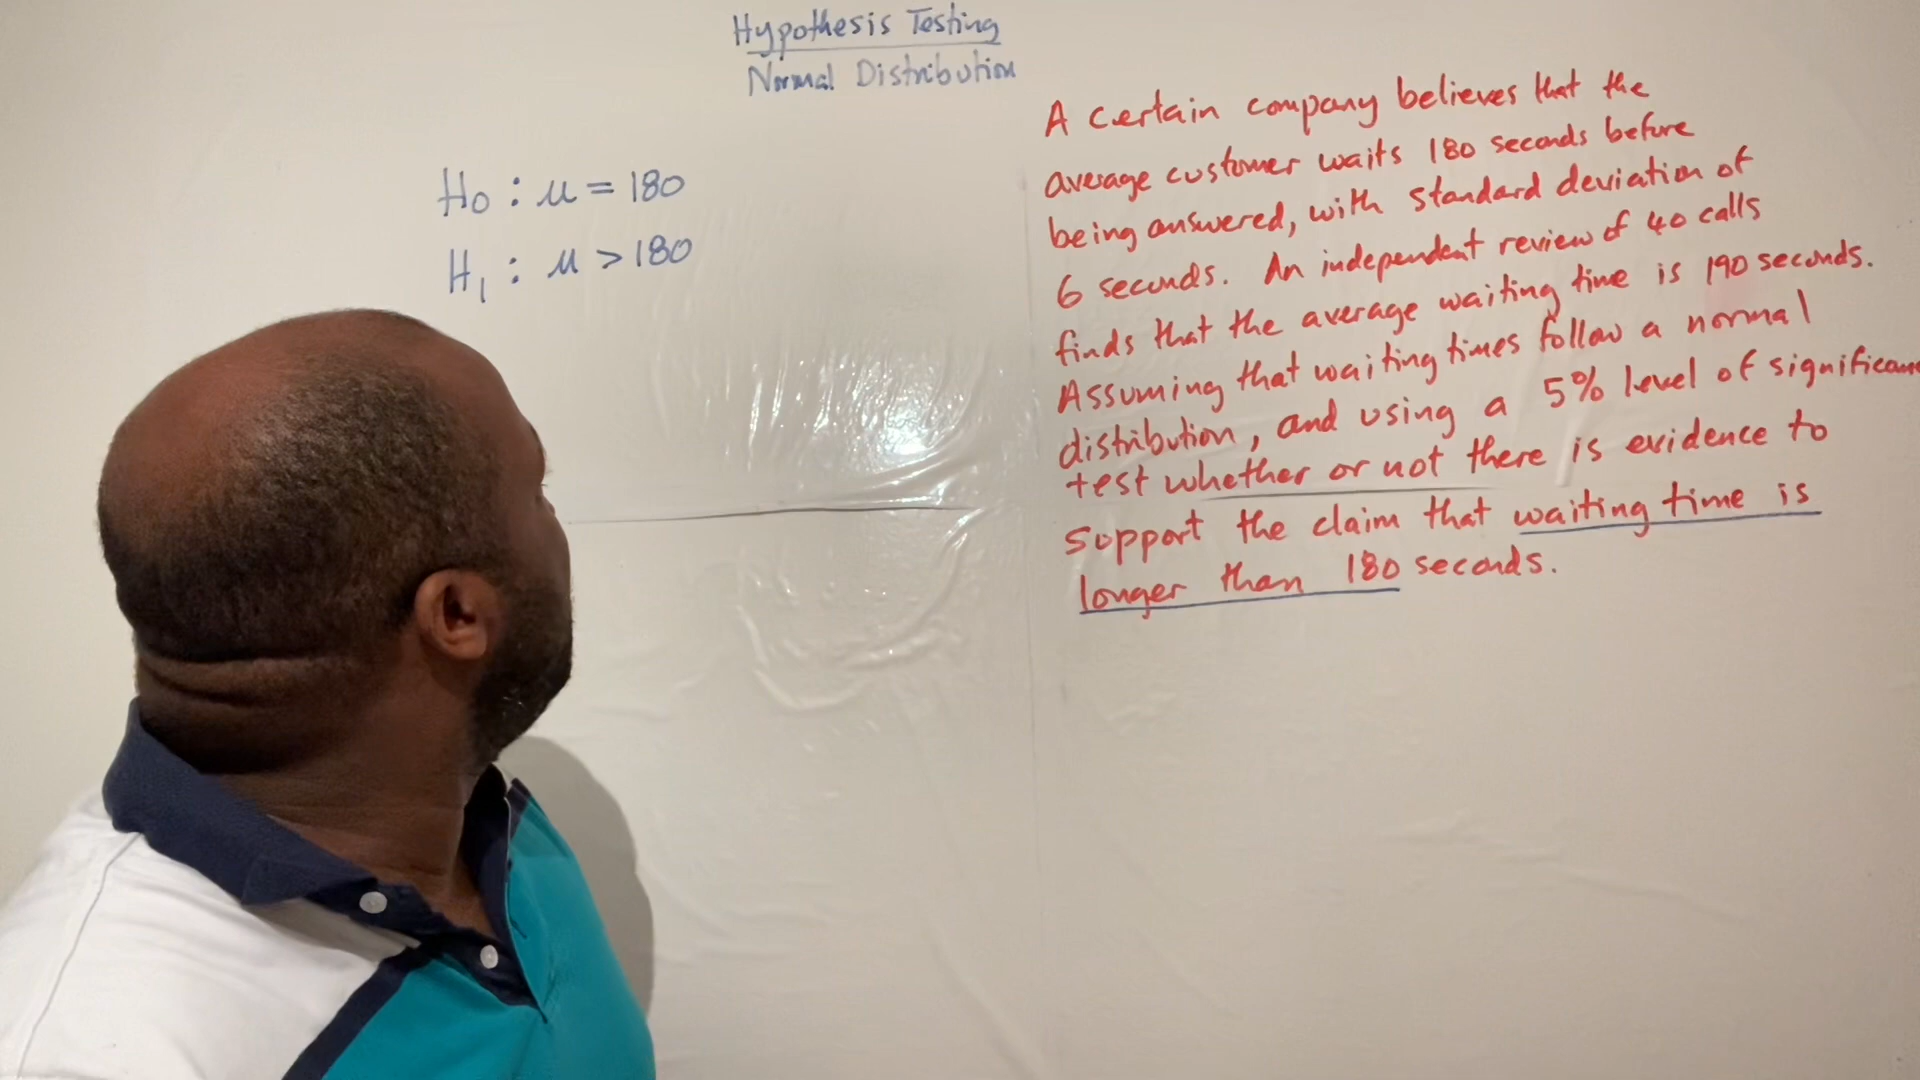 Hypothesis Testing
Normal Distribution
H0 : μ = 180
H1 : μ > 180
A certain company believes that the
average customer waits 180 seconds before
being answered, with standard deviation of
6 seconds. An independent review of 40 calls
finds that the average waiting time is 190 seconds.
Assuming that waiting times follow a normal
distribution, and using a 5% level of significan
test whether or not there is evidence to
support the claim that waiting time is
longer than 180 seconds.